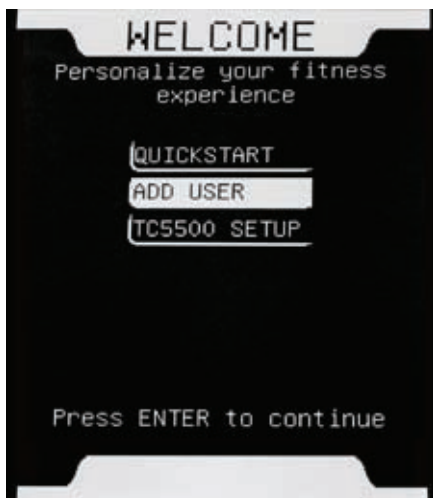 WELCOME
Personalize your fitness
experience
QUICKSTART
ADD USER
TC5500 SETUP
Press ENTER to continue